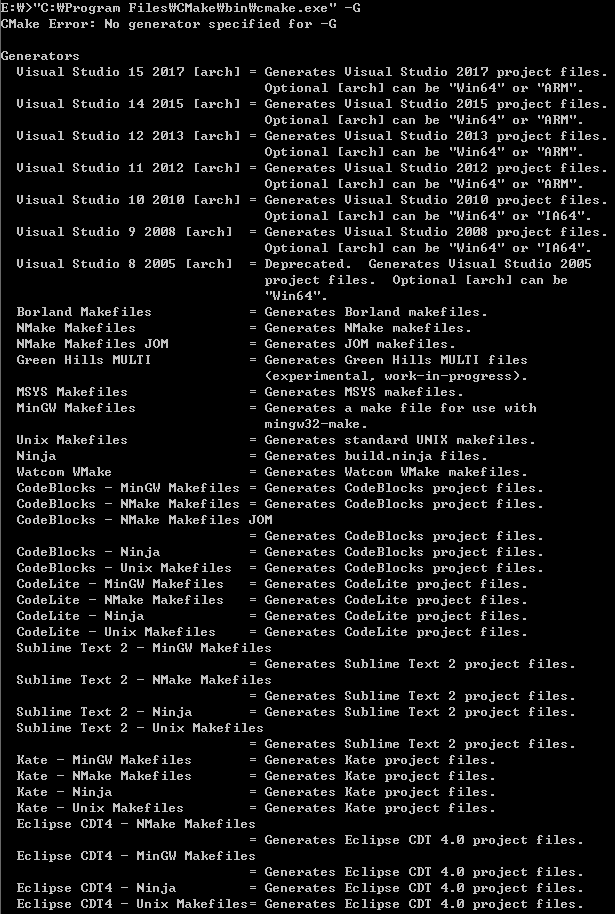 E:₩>"C:₩Program Files₩CMake₩bin₩cmake.exe" -G
CMake Error: No generator specified for -G
Generators
Visual Studio 15 2017 [arch] = Generates Visual Studio 2017 project files.
Optional [arch] can be "Win64" or "ARM".
Visual Studio 14 2015 [arch] = Generates Visual Studio 2015 project files.
Optional [arch] can be "Win64" or "ARM".
Visual Studio 12 2013 [arch] = Generates Visual Studio 2013 project files.
Optional [arch] can be "Win64" or "ARM".
Visual Studio 11 2012 [arch] = Generates Visual Studio 2012 project files.
Optional [arch] can be "Win64" or "ARM".
Visual Studio 10 2010 [arch] = Generates Visual Studio 2010 project files.
Optional [arch] can be "Win64" or "IA64".
Visual Studio 9 2008 [arch] = Generates Visual Studio 2008 project files.
Optional [arch] can be "Win64" or "IA64".
Visual Studio 8 2005 [arch] = Deprecated. Generates Visual Studio 2005
project files. Optional [arch] can be
"Win64".
Borland Makefiles = Generates Borland makefiles.
NMake Makefiles = Generates NMake makefiles.
NMake Makefiles JOM = Generates JOM makefiles.
Green Hills MULTI = Generates Green Hills MULTI files
(experimental, work-in-progress).
MSYS Makefiles = Generates MSYS makefiles.
MinGW Makefiles = Generates a make file for use with
mingw32-make.
Unix Makefiles = Generates standard UNIX makefiles.
Ninja = Generates build.ninja files.
Watcom WMake = Generates Watcom WMake makefiles.
CodeBlocks - MinGW Makefiles = Generates CodeBlocks project files.
CodeBlocks - NMake Makefiles = Generates CodeBlocks project files.
CodeBlocks - NMake Makefiles JOM
= Generates CodeBlocks project files.
CodeBlocks - Ninja = Generates CodeBlocks project files.
CodeBlocks - Unix Makefiles = Generates CodeBlocks project files.
CodeLite - MinGW Makefiles = Generates CodeLite project files.
CodeLite - NMake Makefiles = Generates CodeLite project files.
CodeLite - Ninja = Generates CodeLite project files.
CodeLite - Unix Makefiles = Generates CodeLite project files.
Sublime Text 2 - MinGW Makefiles
= Generates Sublime Text 2 project files.
Sublime Text 2 - NMake Makefiles
= Generates Sublime Text 2 project files.
Sublime Text 2 - Ninja = Generates Sublime Text 2 project files.
Sublime Text 2 - Unix Makefiles
= Generates Sublime Text 2 project files.
Kate - MinGW Makefiles = Generates Kate project files.
Kate - NMake Makefiles = Generates Kate project files.
Kate - Ninja = Generates Kate project files.
Kate - Unix Makefiles = Generates Kate project files.
Eclipse CDT4 - NMake Makefiles
= Generates Eclipse CDT 4.0 project files.
Eclipse CDT4 - MinGW Makefiles
= Generates Eclipse CDT 4.0 project files.
Eclipse CDT4 - Ninja = Generates Eclipse CDT 4.0 project files.
Eclipse CDT4 - Unix Makefiles= Generates Eclipse CDT 4.0 project files.